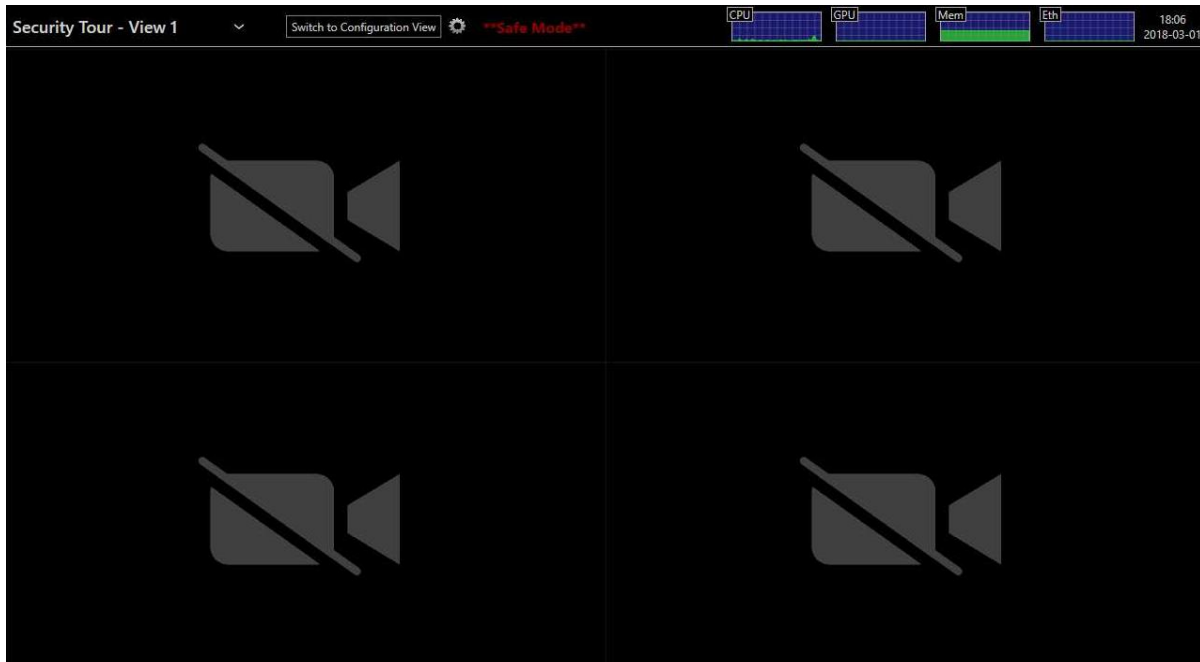 Security Tour - View 1
Switch to Configuration View
**Safe Mode**
CPU
GPU
Mem
Eth
18:06
2018-03-01